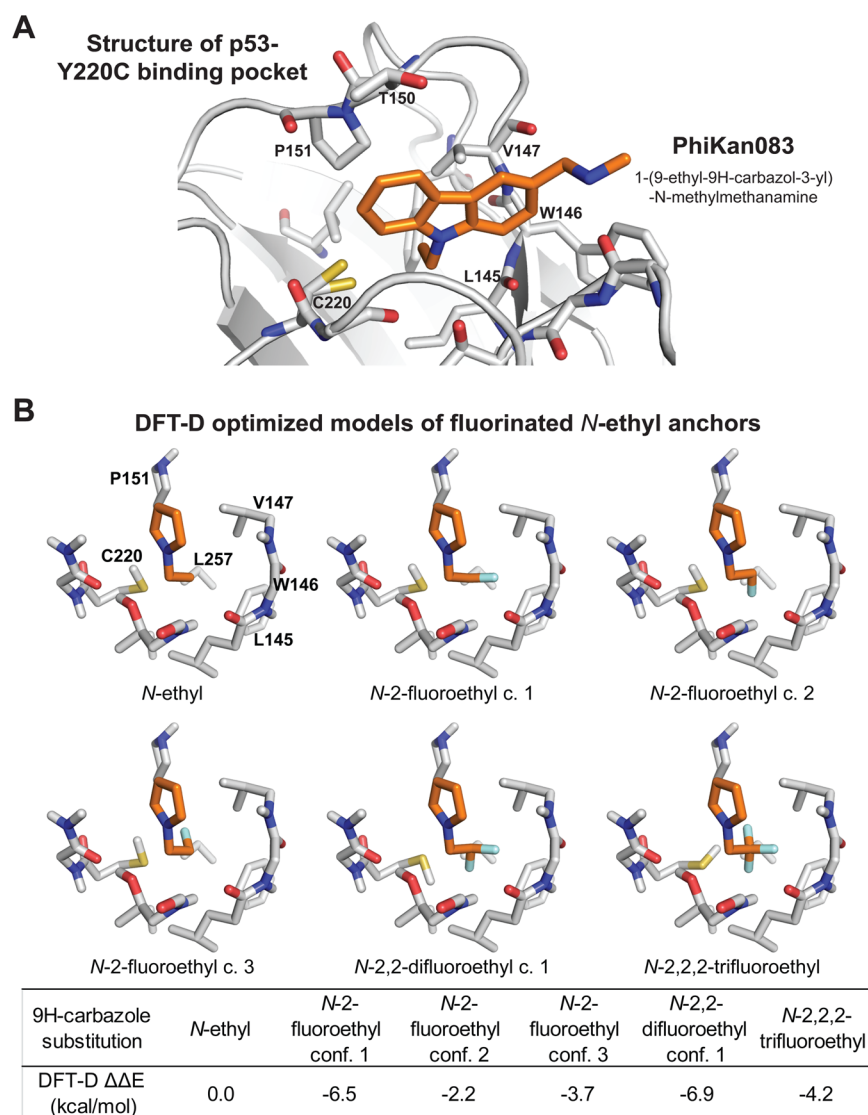 A
Structure of p53-
Y220C binding pocket
T150
P151
V147
PhiKan083
1-(9-ethyl-9H-carbazol-3-yl)
-N-methylmethanamine
W146
L145
C220
B
DFT-D optimized models of fluorinated N-ethyl anchors
P151
V147
C220
L257
W146
L145
N-ethyl
N-2-fluoroethyl c. 1
N-2-fluoroethyl c. 2
N-2-fluoroethyl c. 3
N-2,2-difluoroethyl c. 1
N-2,2,2-trifluoroethyl
9H-carbazole substitution N-ethyl N-2-fluoroethyl conf. 1 N-2-fluoroethyl conf. 2 N-2-fluoroethyl conf. 3 N-2,2-difluoroethyl conf. 1 N-2,2,2-trifluoroethyl
DFT-D ΔΔE (kcal/mol) 0.0 -6.5 -2.2 -3.7 -6.9 -4.2